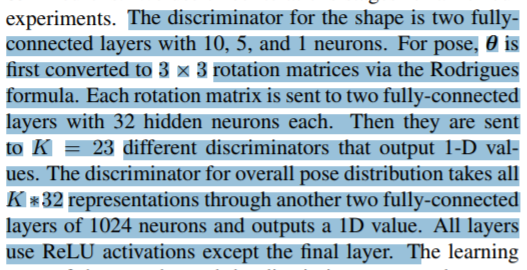 experiments. The discriminator for the shape is two fully-
connected layers with 10, 5, and 1 neurons. For pose, θ is
first converted to 3 × 3 rotation matrices via the Rodrigues
formula. Each rotation matrix is sent to two fully-connected
layers with 32 hidden neurons each. Then they are sent
to K = 23 different discriminators that output 1-D val-
ues. The discriminator for overall pose distribution takes all
K ∗32 representations through another two fully-connected
layers of 1024 neurons and outputs a 1D value. All layers
use ReLU activations except the final layer. The learning